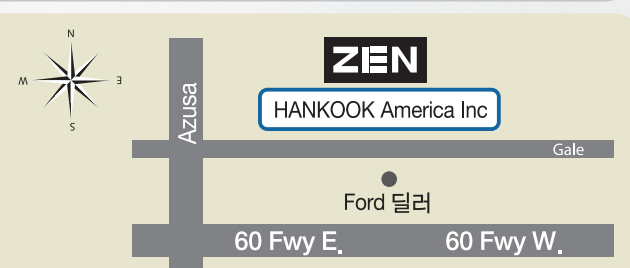 N
W
E
S
ZEN
HANKOOK America Inc
Azusa
Gale
Ford 딜러
60 Fwy E.
60 Fwy W.